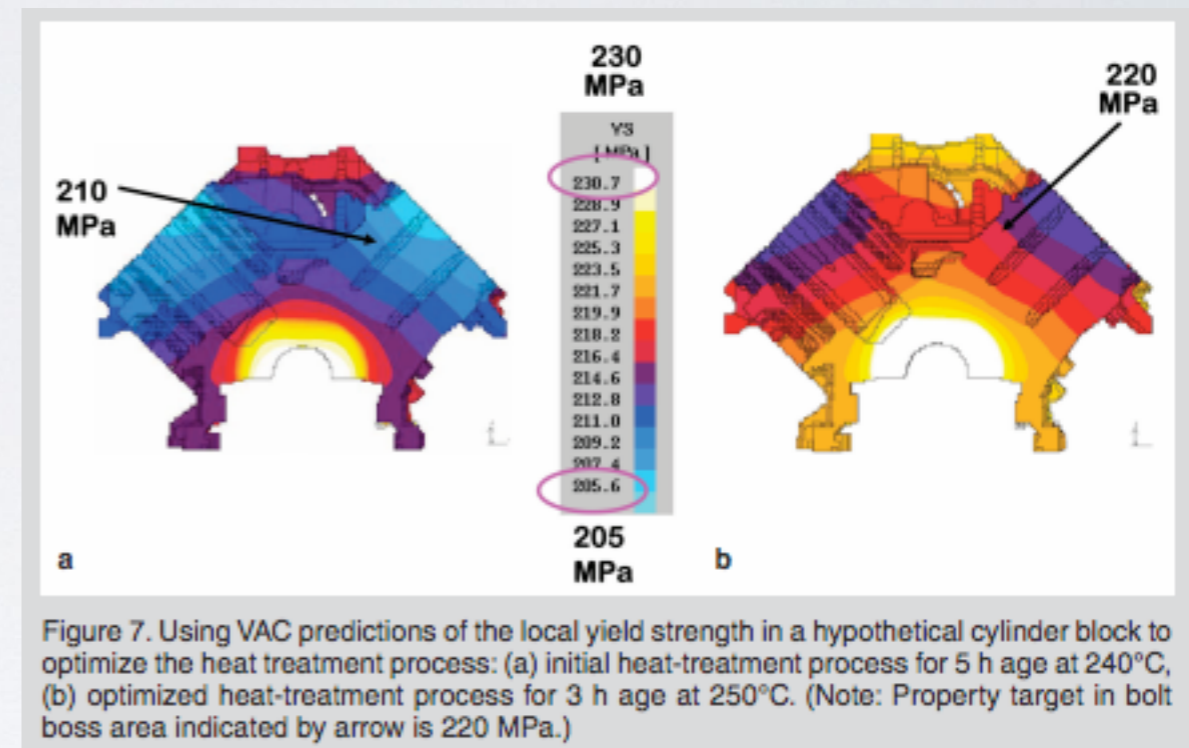 230
MPa
220
MPa
YS
[MPa]
230.7
228.9
227.1
225.3
223.5
221.7
219.9
218.2
216.4
214.6
212.8
211.0
209.2
207.4
205.6
210
MPa
205
MPa
a
b
Figure 7. Using VAC predictions of the local yield strength in a hypothetical cylinder block to
optimize the heat treatment process: (a) initial heat-treatment process for 5 h age at 240°C,
(b) optimized heat-treatment process for 3 h age at 250°C. (Note: Property target in bolt
boss area indicated by arrow is 220 MPa.)